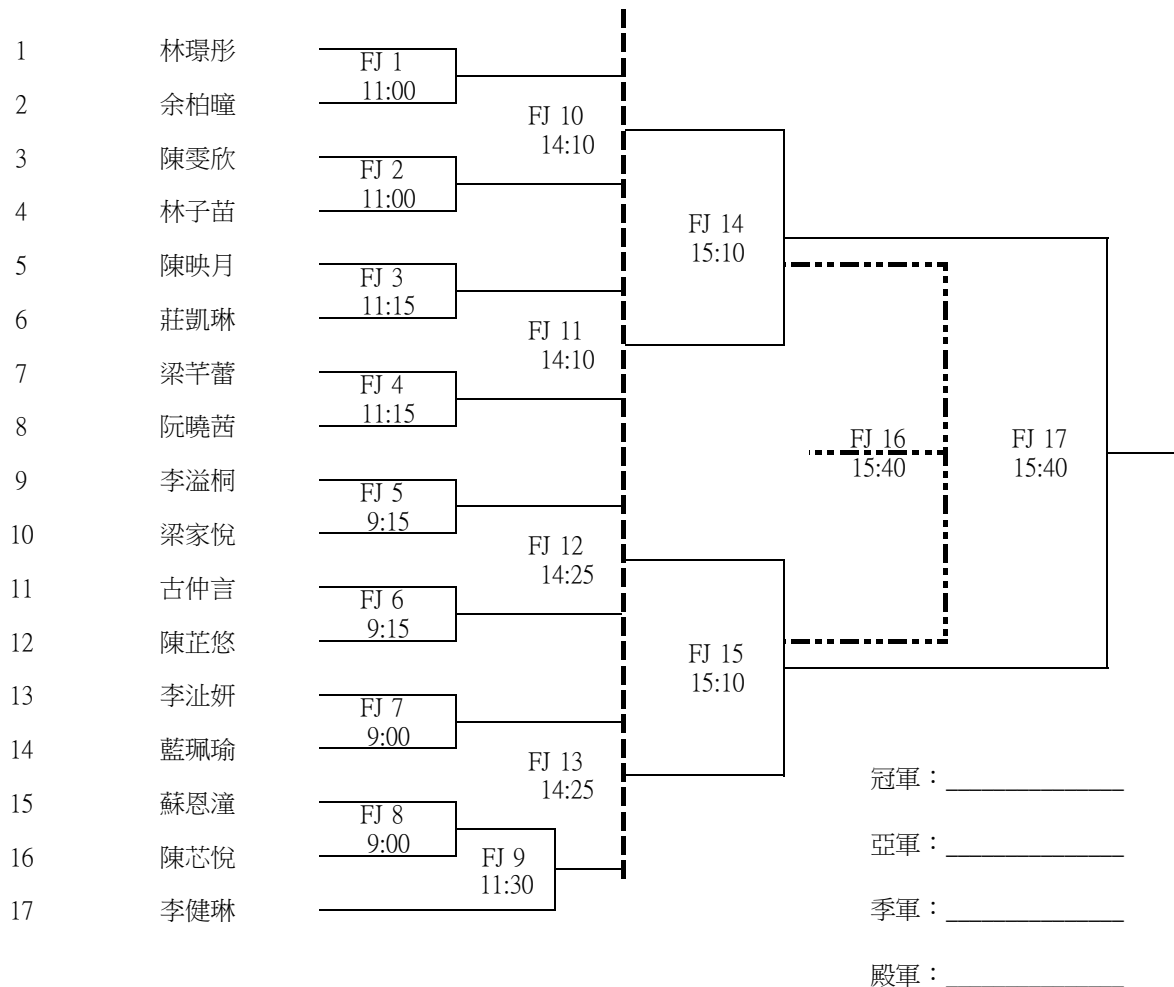 1 林璟彤
FJ 1
11:00
2 余柏曈
FJ 10
14:10
3 陳雯欣
FJ 2
11:00
4 林子苗
FJ 14
15:10
5 陳映月
FJ 3
11:15
6 莊凱琳
FJ 11
14:10
7 梁芊蕾
FJ 4
11:15
8 阮曉茜
FJ 16
15:40
FJ 17
15:40
9 李溢桐
FJ 5
9:15
10 梁家悅
FJ 12
14:25
11 古仲言
FJ 6
9:15
12 陳芷悠
FJ 15
15:10
13 李沚妍
FJ 7
9:00
14 藍珮瑜
FJ 13
14:25
冠軍：_______________
15 蘇恩潼
FJ 8
9:00
亞軍：_______________
16 陳芯悅
FJ 9
11:30
17 李健琳
季軍：_______________
殿軍：_______________